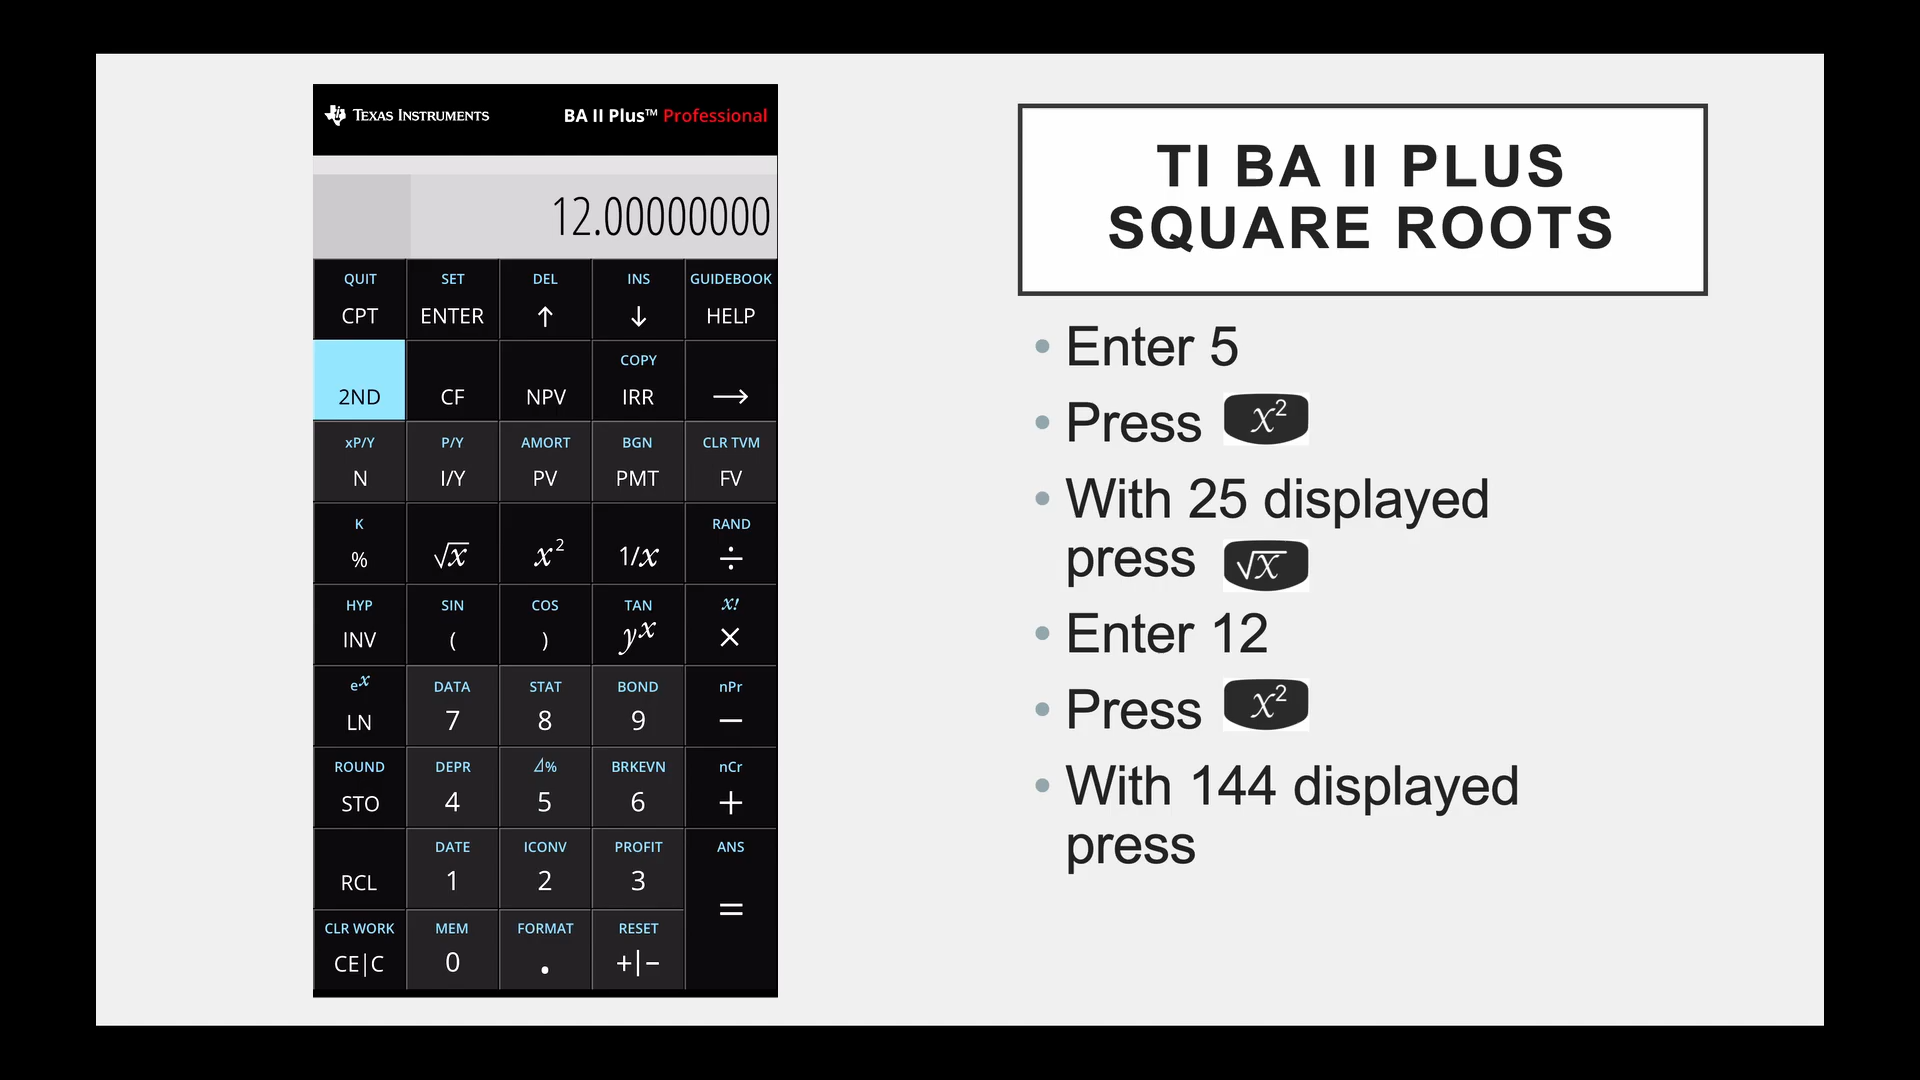 TEXAS INSTRUMENTS BA II Plus™ Professional
12.00000000
QUIT SET DEL INS GUIDEBOOK
CPT ENTER ↑ ↓ HELP
COPY
2ND CF NPV IRR →
xP/Y P/Y AMORT BGN CLR TVM
N I/Y PV PMT FV
K RAND
% √x x² 1/x ÷
HYP SIN COS TAN x!
INV ( ) yˣ ×
eˣ DATA STAT BOND nPr
LN 7 8 9 −
ROUND DEPR Δ% BRKEVN nCr
STO 4 5 6 +
DATE ICONV PROFIT ANS
RCL 1 2 3 =
CLR WORK MEM FORMAT RESET
CE|C 0 . +|−
TI BA II PLUS
SQUARE ROOTS
• Enter 5
• Press x²
• With 25 displayed
press √x
• Enter 12
• Press x²
• With 144 displayed
press